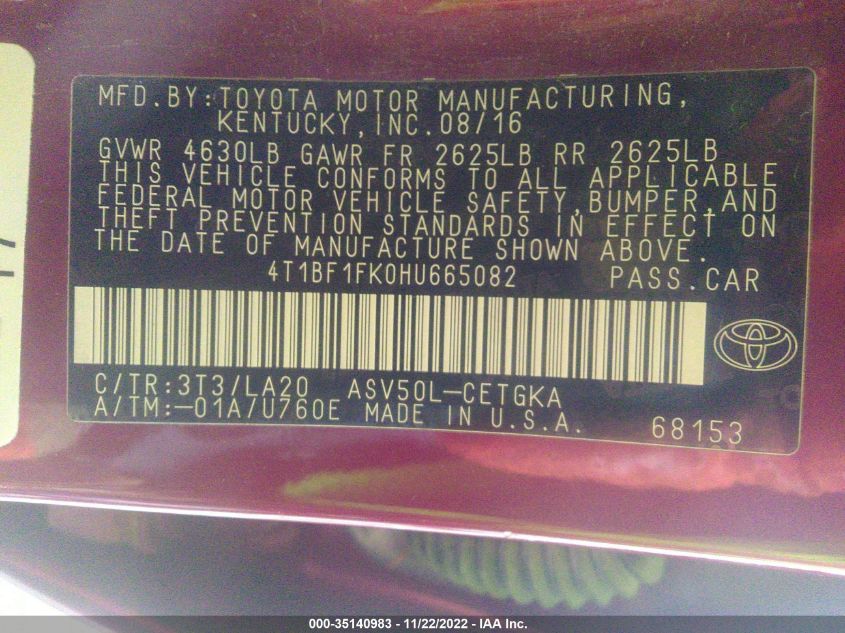 MFD.BY:TOYOTA MOTOR MANUFACTURING,
KENTUCKY,INC.08/16
GVWR 4630LB GAWR FR 2625LB RR 2625LB
THIS VEHICLE CONFORMS TO ALL APPLICABLE
FEDERAL MOTOR VEHICLE SAFETY,BUMPER,AND
THEFT PREVENTION STANDARDS IN EFFECT ON
THE DATE OF MANUFACTURE SHOWN ABOVE.
4T1BF1FK0HU665082 PASS.CAR
C/TR:3T3/LA20 ASV50L-CETGKA
A/TM:-01A/U760E MADE IN U.S.A. 68153
000-35140983 - 11/22/2022 - IAA Inc.